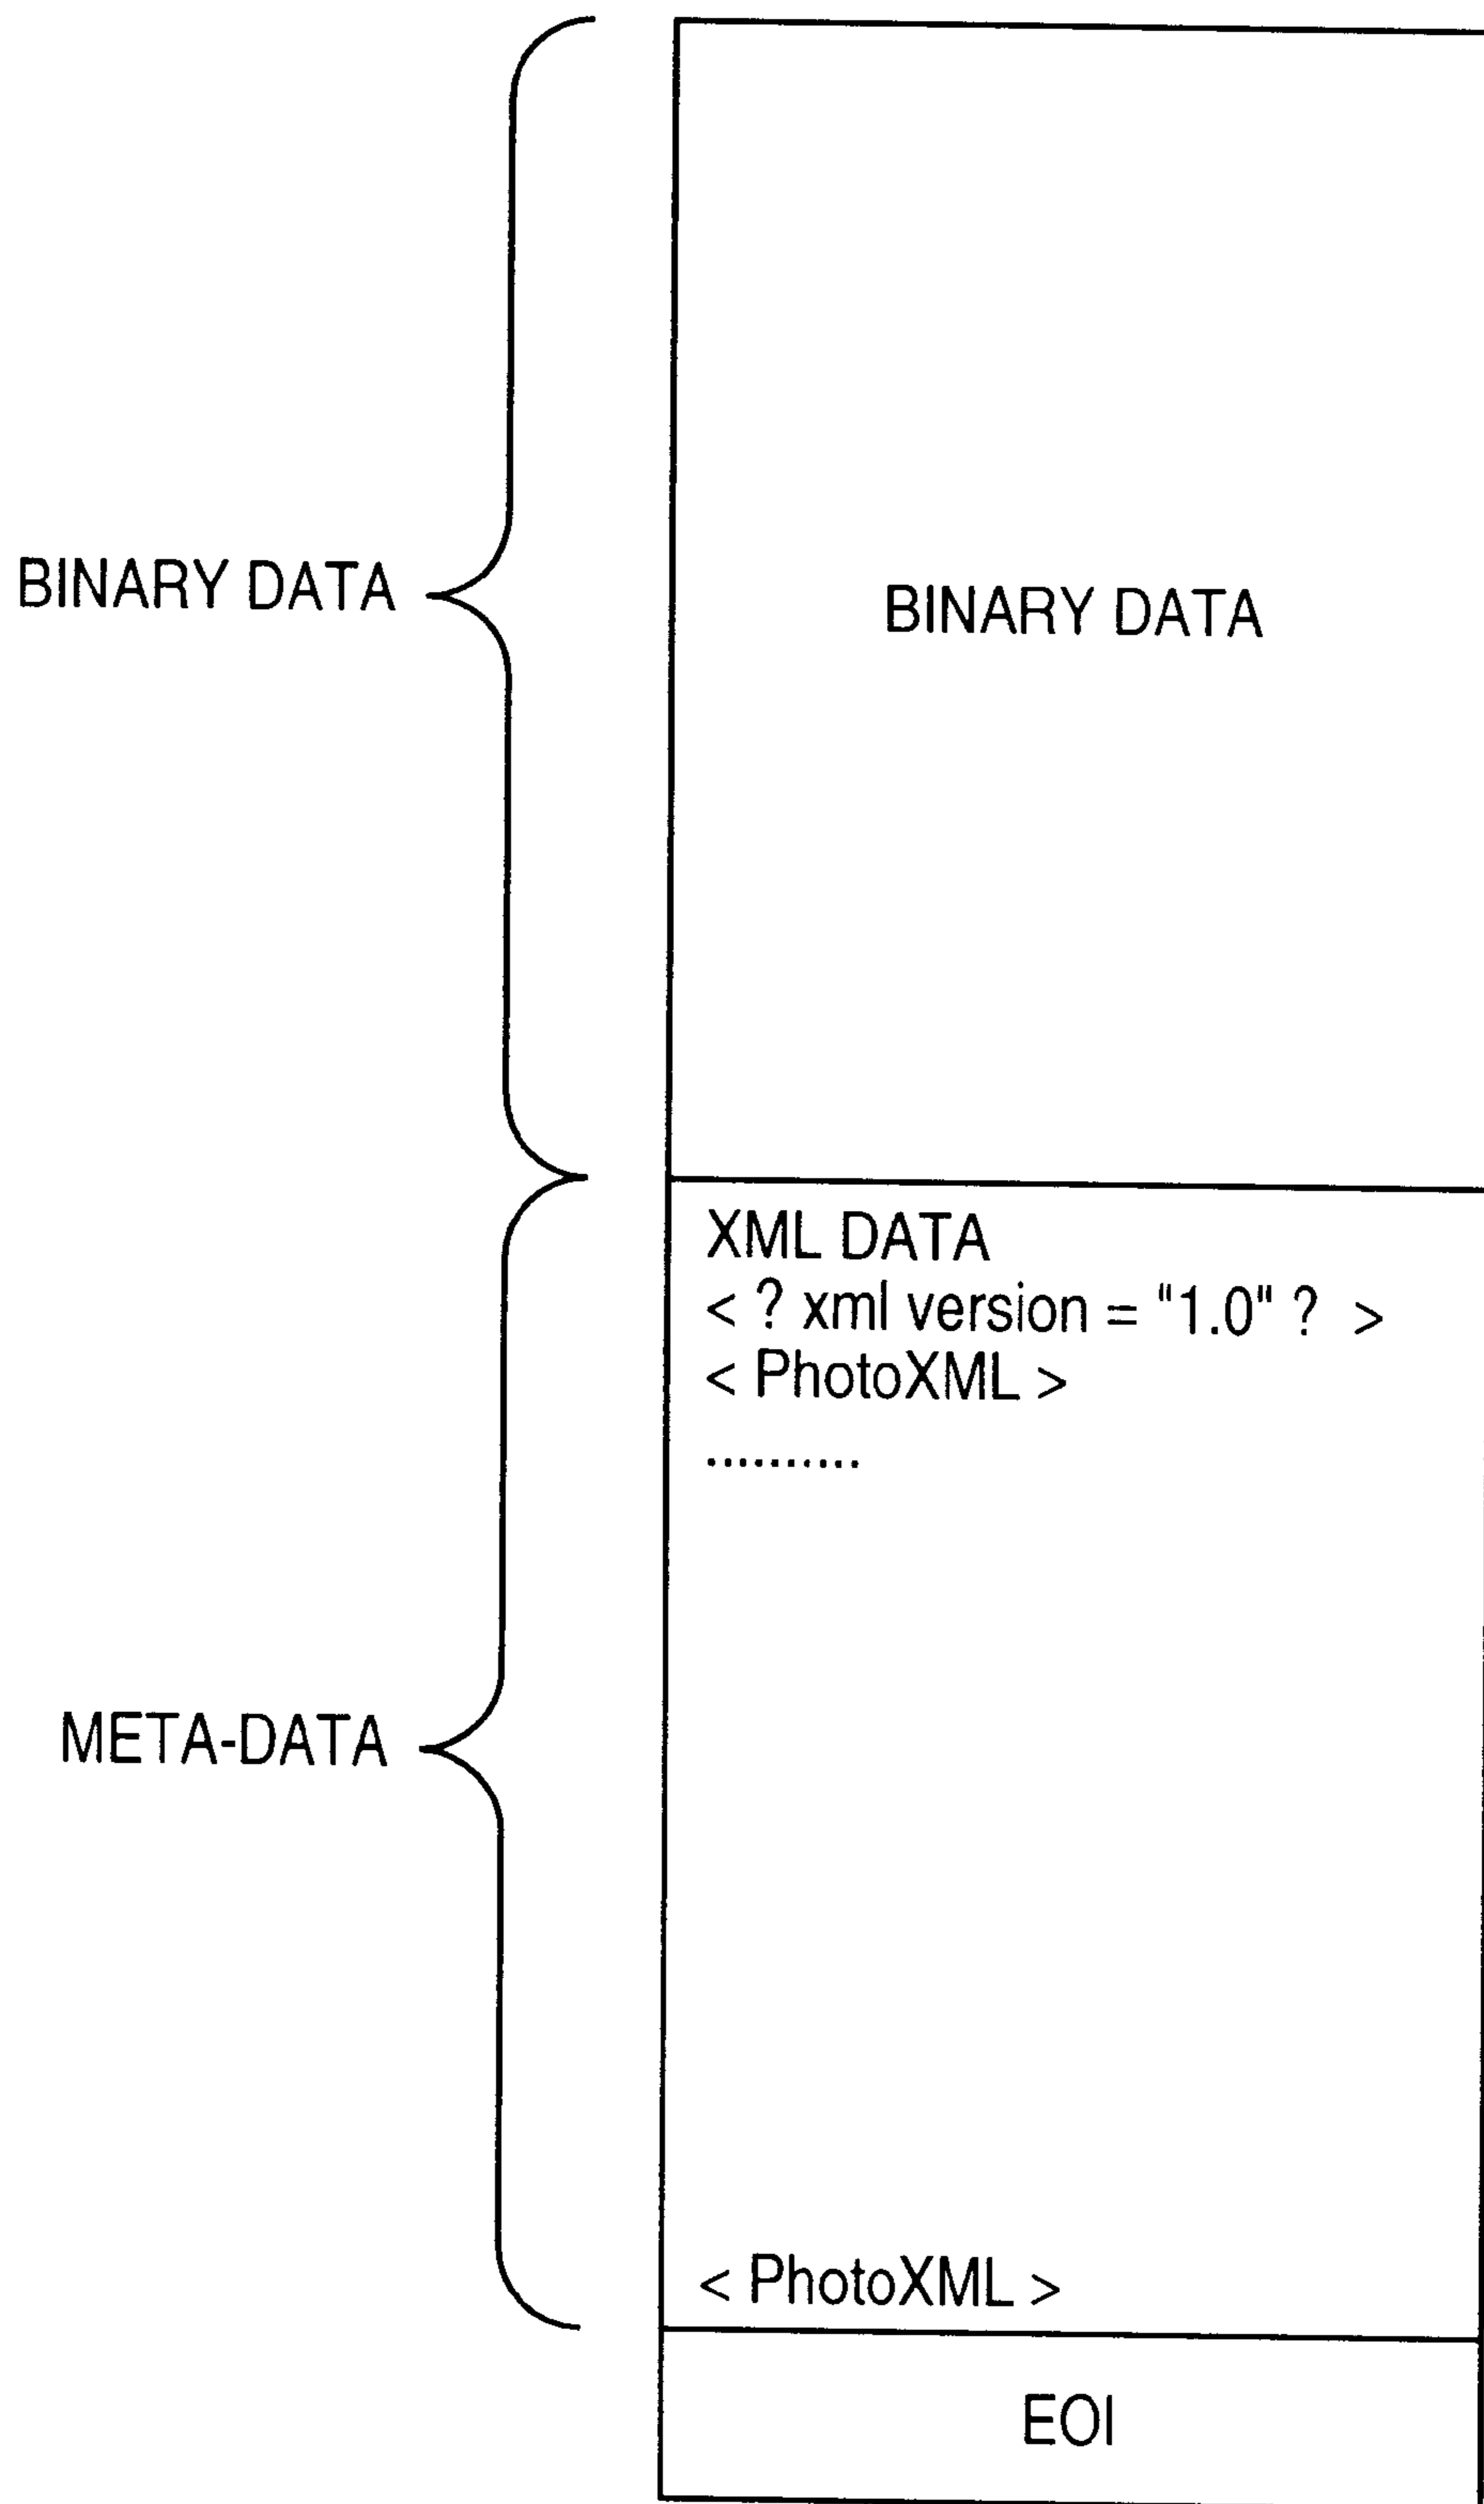 BINARY DATA
BINARY DATA
XML DATA
< ? xml version = "1.0" ? >
< PhotoXML >
..........
META-DATA
< PhotoXML >
EOI